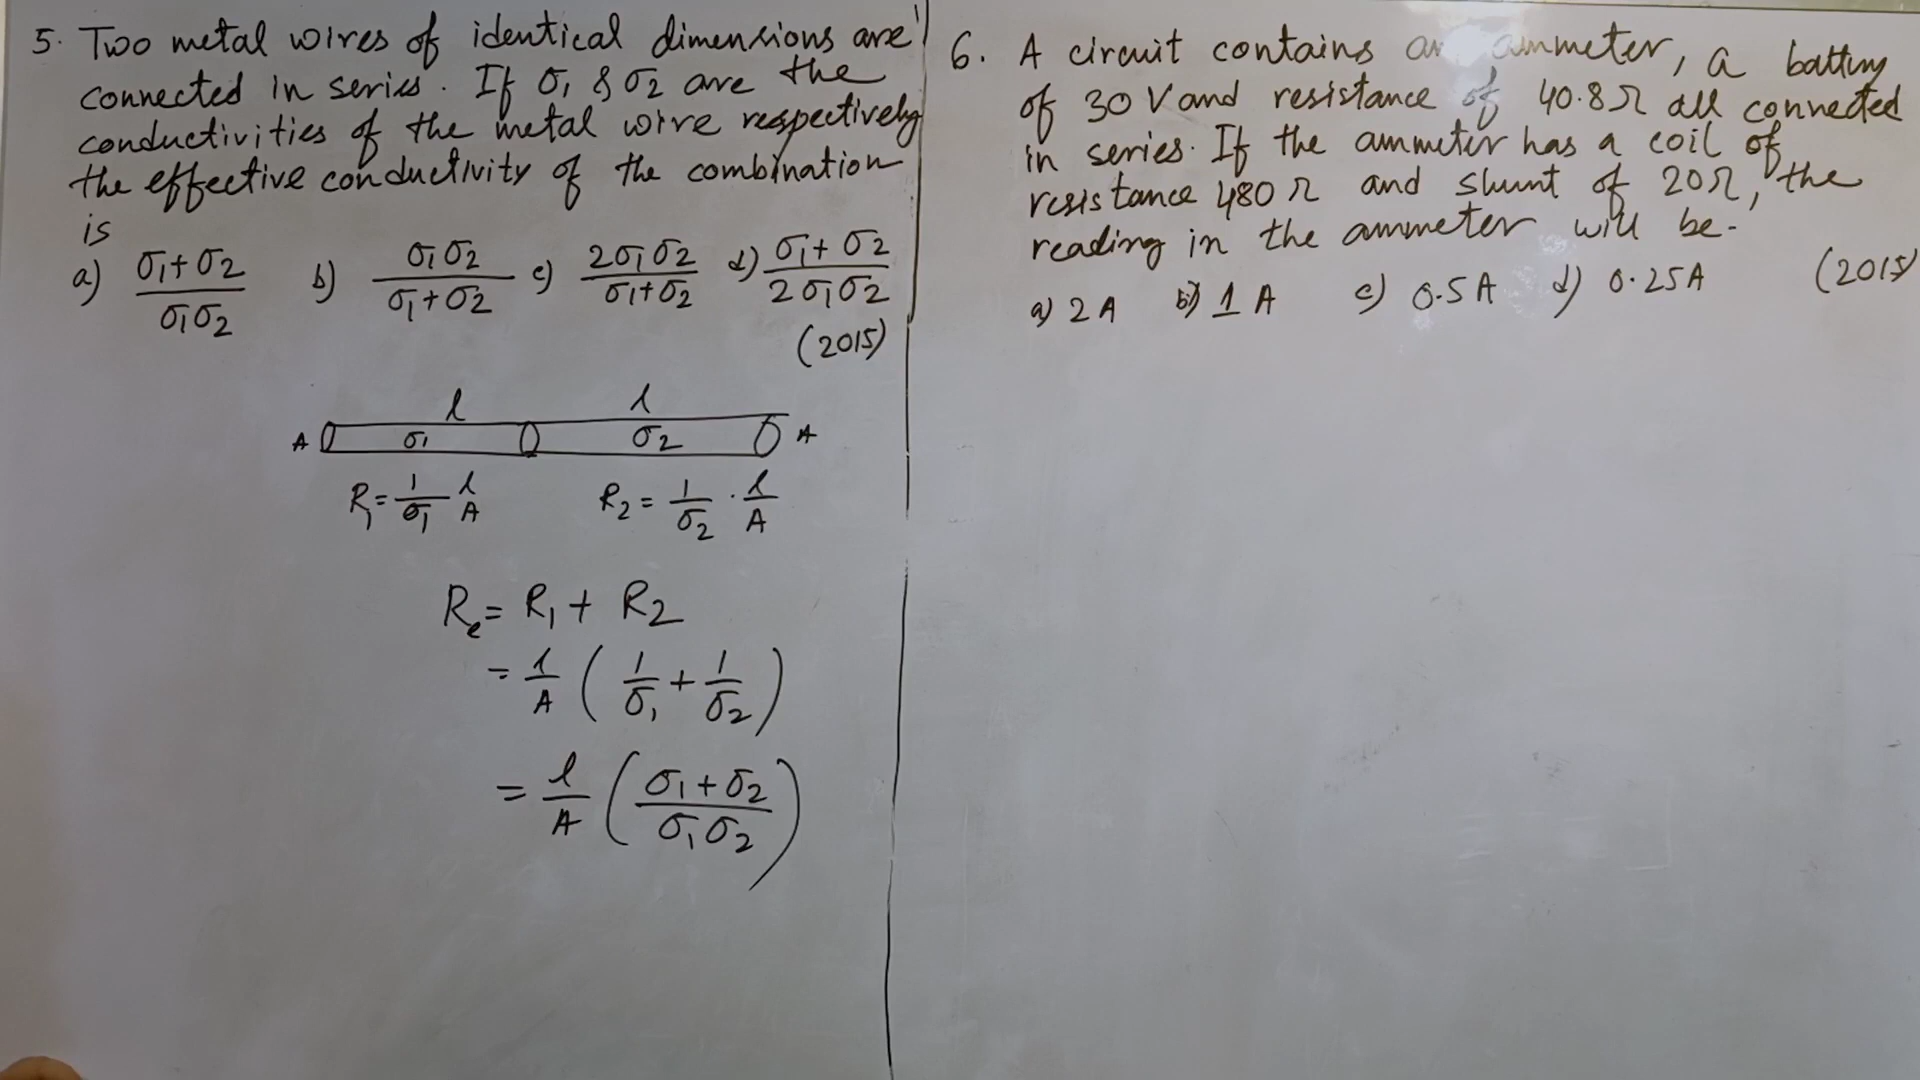 5. Two metal wires of identical dimensions are
connected in series. If σ1 & σ2 are the
conductivities of the metal wire respectively
the effective conductivity of the combination
is
a) (σ1+σ2)/(σ1σ2) b) (σ1σ2)/(σ1+σ2) c) (2σ1σ2)/(σ1+σ2) d) (σ1+σ2)/(2σ1σ2)
(2015)
l l
A σ1 σ2 A
R1 = 1/σ1 l/A R2 = 1/σ2 · l/A
Re = R1 + R2
= l/A (1/σ1 + 1/σ2)
= l/A ((σ1+σ2)/(σ1σ2))
6. A circuit contains ammeter, a battery
of 30 V and resistance of 40.8Ω all connected
in series. If the ammeter has a coil of
resistance 480Ω and shunt of 20Ω, the
reading in the ammeter will be-
(2015)
a) 2 A b) 1 A c) 0.5 A d) 0.25 A